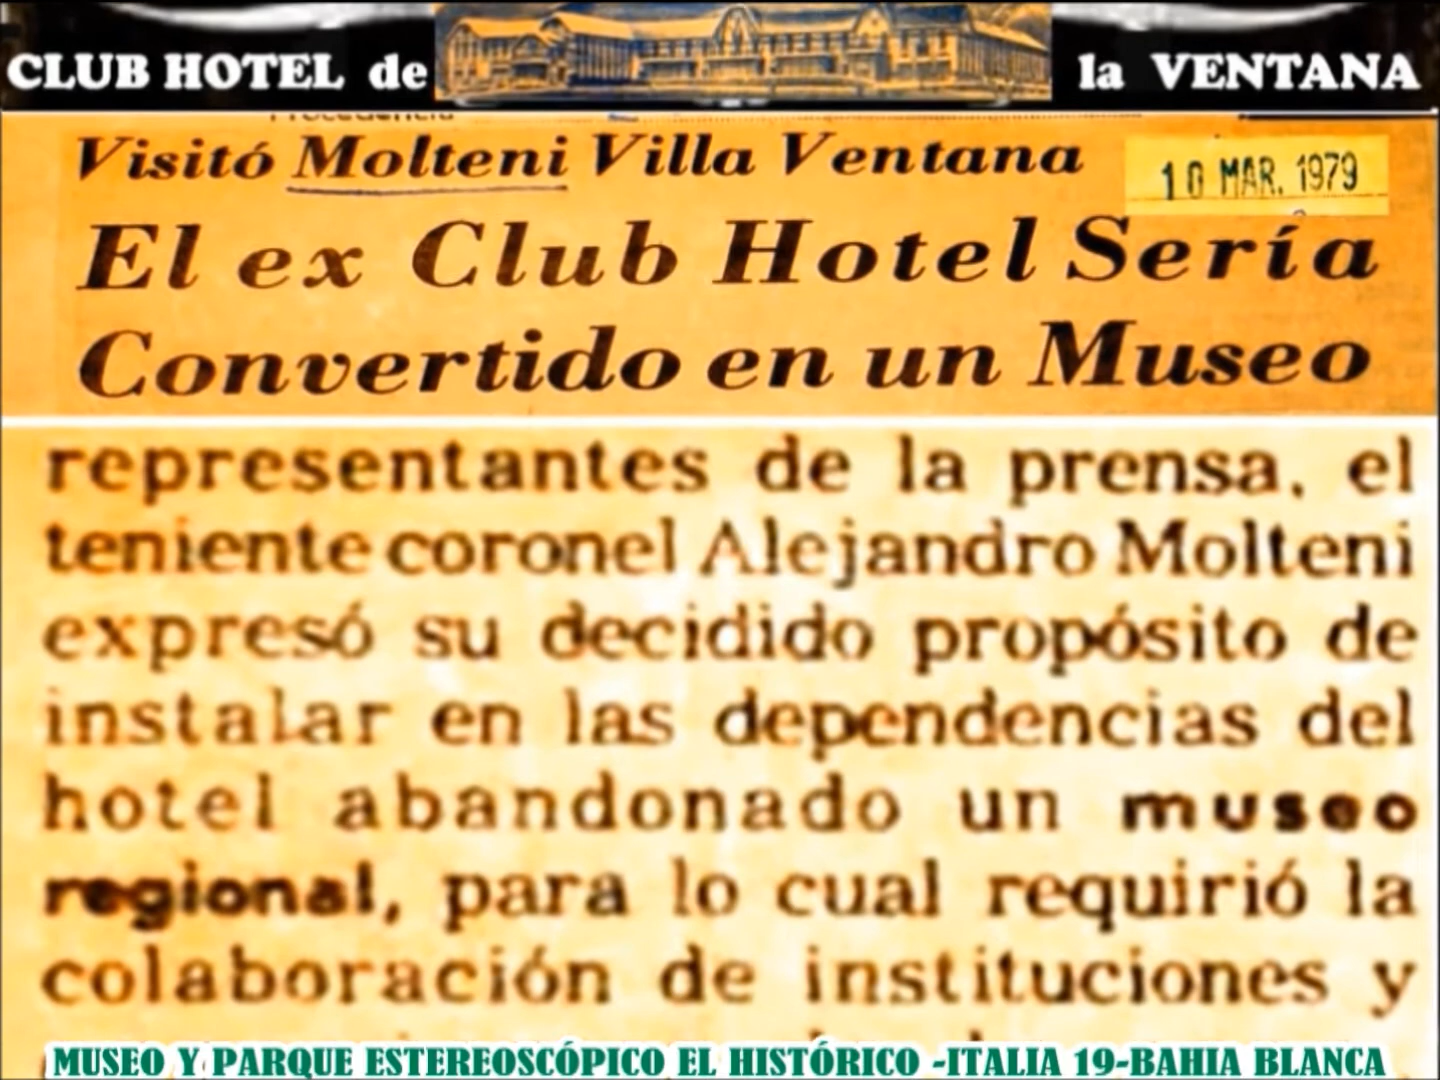 CLUB HOTEL de la VENTANA
Visitó Molteni Villa Ventana
10 MAR. 1979
El ex Club Hotel Sería
Convertido en un Museo
representantes de la prensa, el
teniente coronel Alejandro Molteni
expresó su decidido propósito de
instalar en las dependencias del
hotel abandonado un museo
regional, para lo cual requirió la
colaboración de instituciones y
MUSEO Y PARQUE ESTEREOSCÓPICO EL HISTÓRICO -ITALIA 19-BAHIA BLANCA